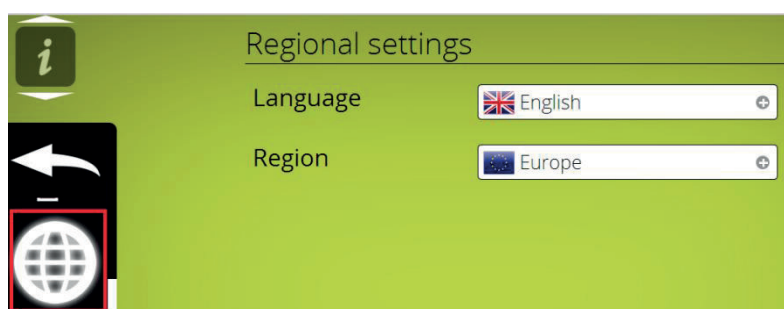 i
Regional settings
Language
English
Region
Europe